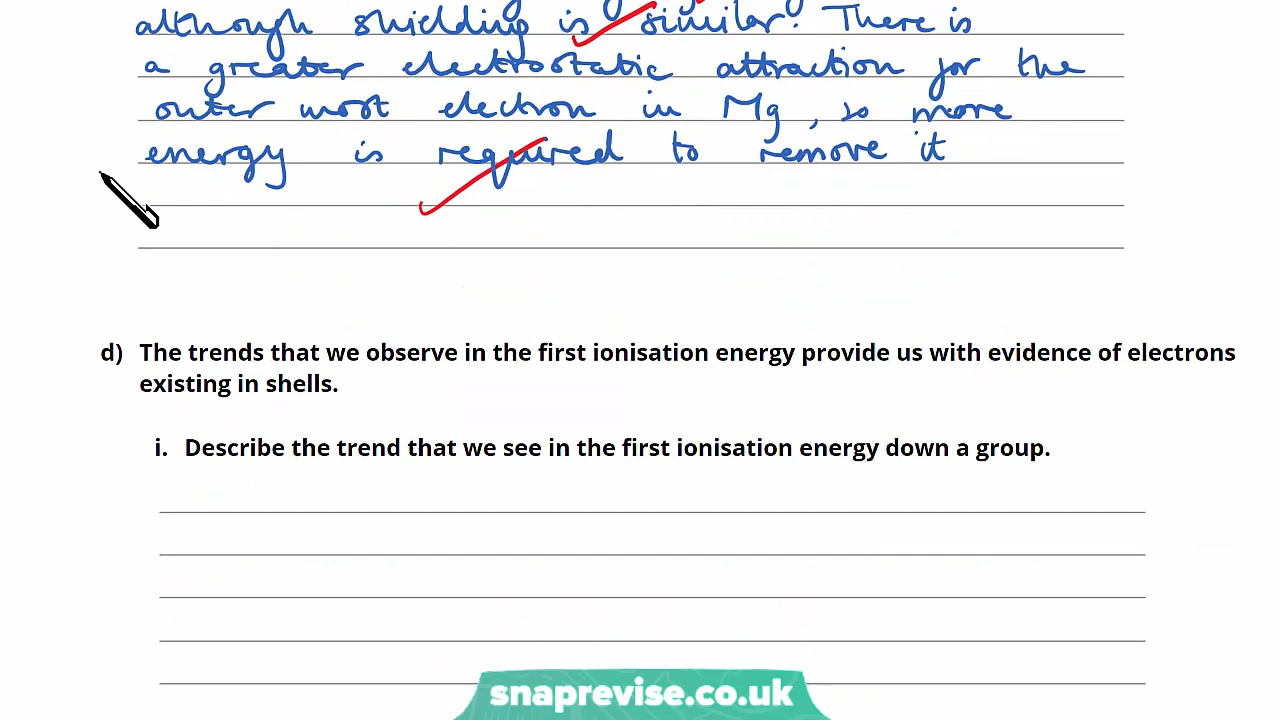 although shielding is similar. There is
a greater electrostatic attraction for the
outer most electron in Mg, so more
energy is required to remove it
d) The trends that we observe in the first ionisation energy provide us with evidence of electrons
existing in shells.
i. Describe the trend that we see in the first ionisation energy down a group.
snaprevise.co.uk